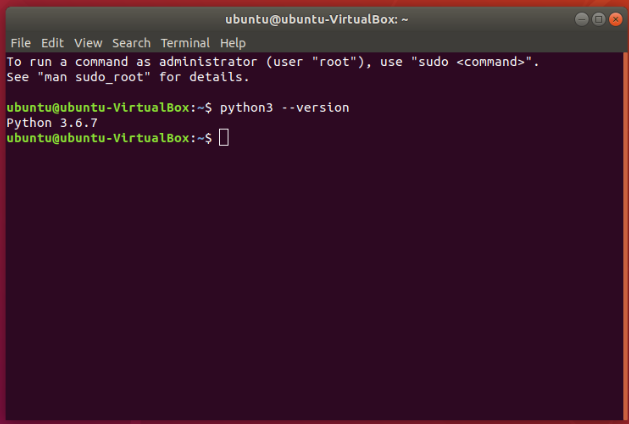 ubuntu@ubuntu-VirtualBox: ~
File Edit View Search Terminal Help
To run a command as administrator (user "root"), use "sudo <command>".
See "man sudo_root" for details.
ubuntu@ubuntu-VirtualBox:~$ python3 --version
Python 3.6.7
ubuntu@ubuntu-VirtualBox:~$